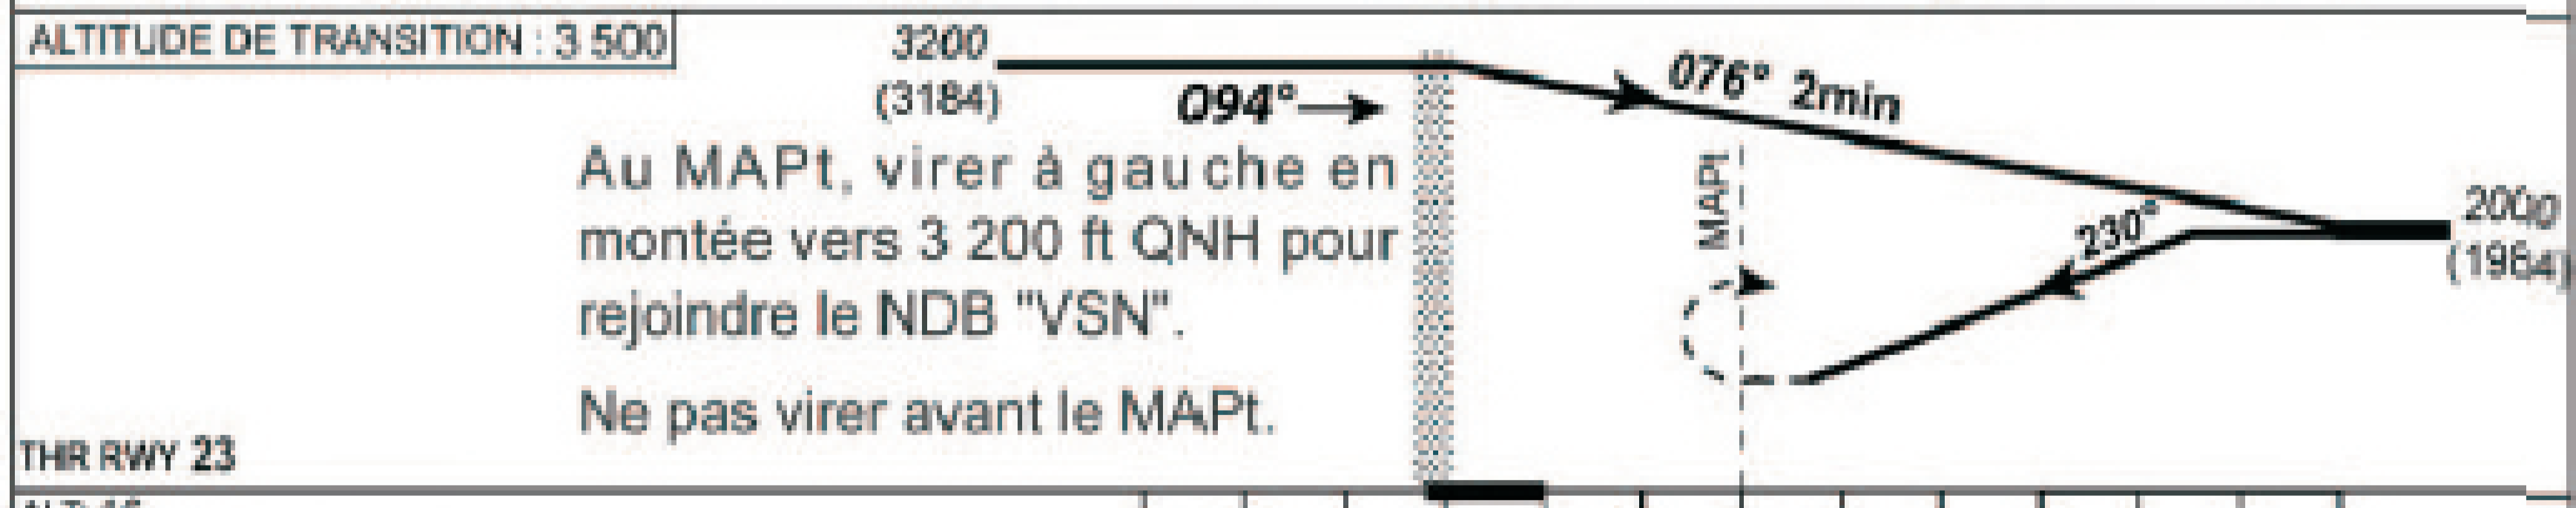 ALTITUDE DE TRANSITION : 3 500
3200
(3184)
094°
076° 2min
Au MAPt, virer à gauche en
montée vers 3 200 ft QNH pour
rejoindre le NDB "VSN".
Ne pas virer avant le MAPt.
MAPt
230°
2000
(1984)
THR RWY 23